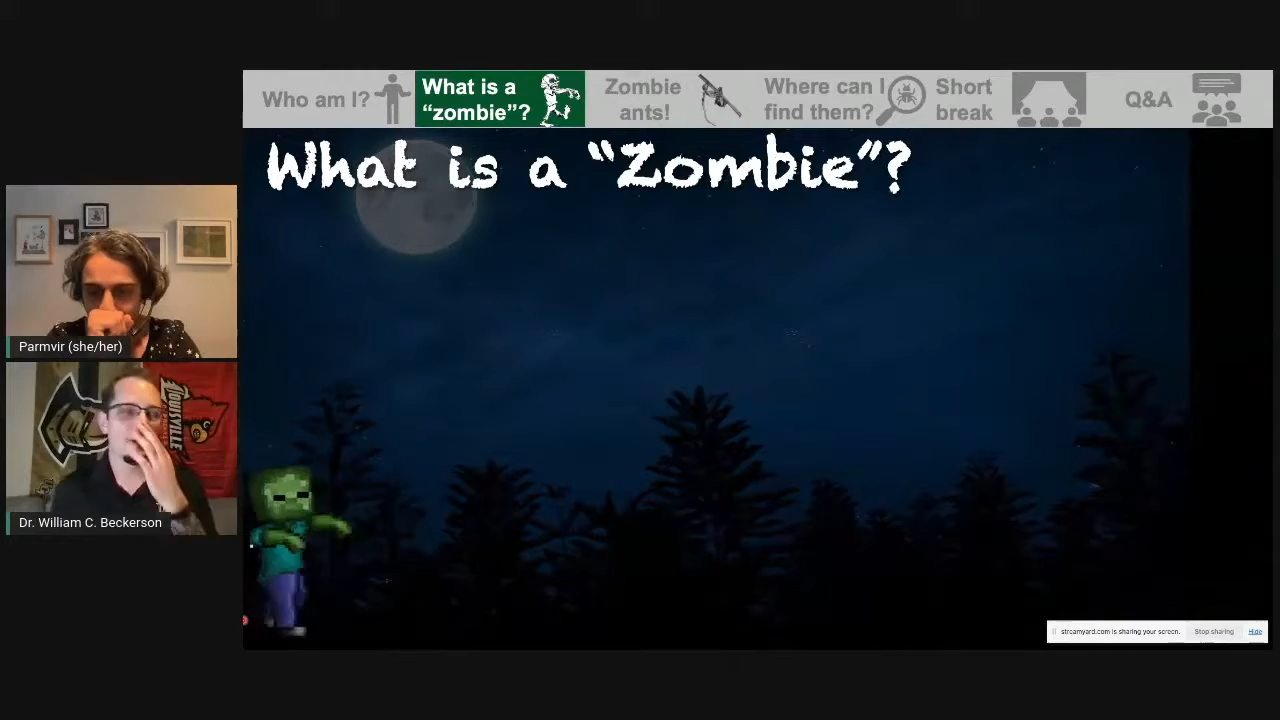 Who am I?
What is a
“zombie”?
Zombie
ants!
Where can I
find them?
Short
break
Q&A
What is a “Zombie”?
Parmvir (she/her)
LOUISVILLE
Dr. William C. Beckerson
streamyard.com is sharing your screen.
Stop sharing
Hide